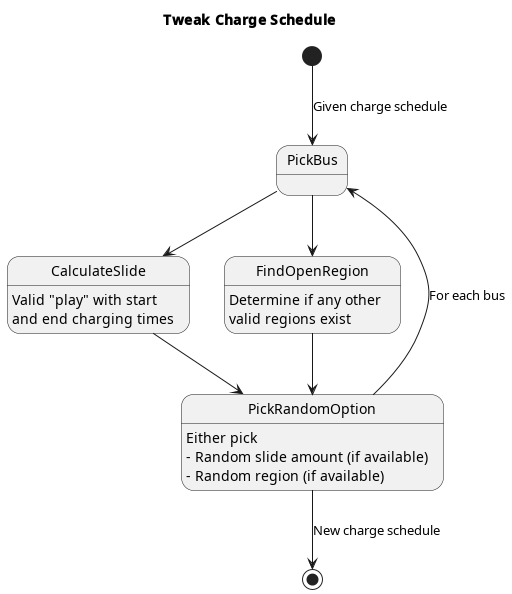 Tweak Charge Schedule
Given charge schedule
PickBus
CalculateSlide
Valid "play" with start
and end charging times
FindOpenRegion
Determine if any other
valid regions exist
For each bus
PickRandomOption
Either pick
- Random slide amount (if available)
- Random region (if available)
New charge schedule